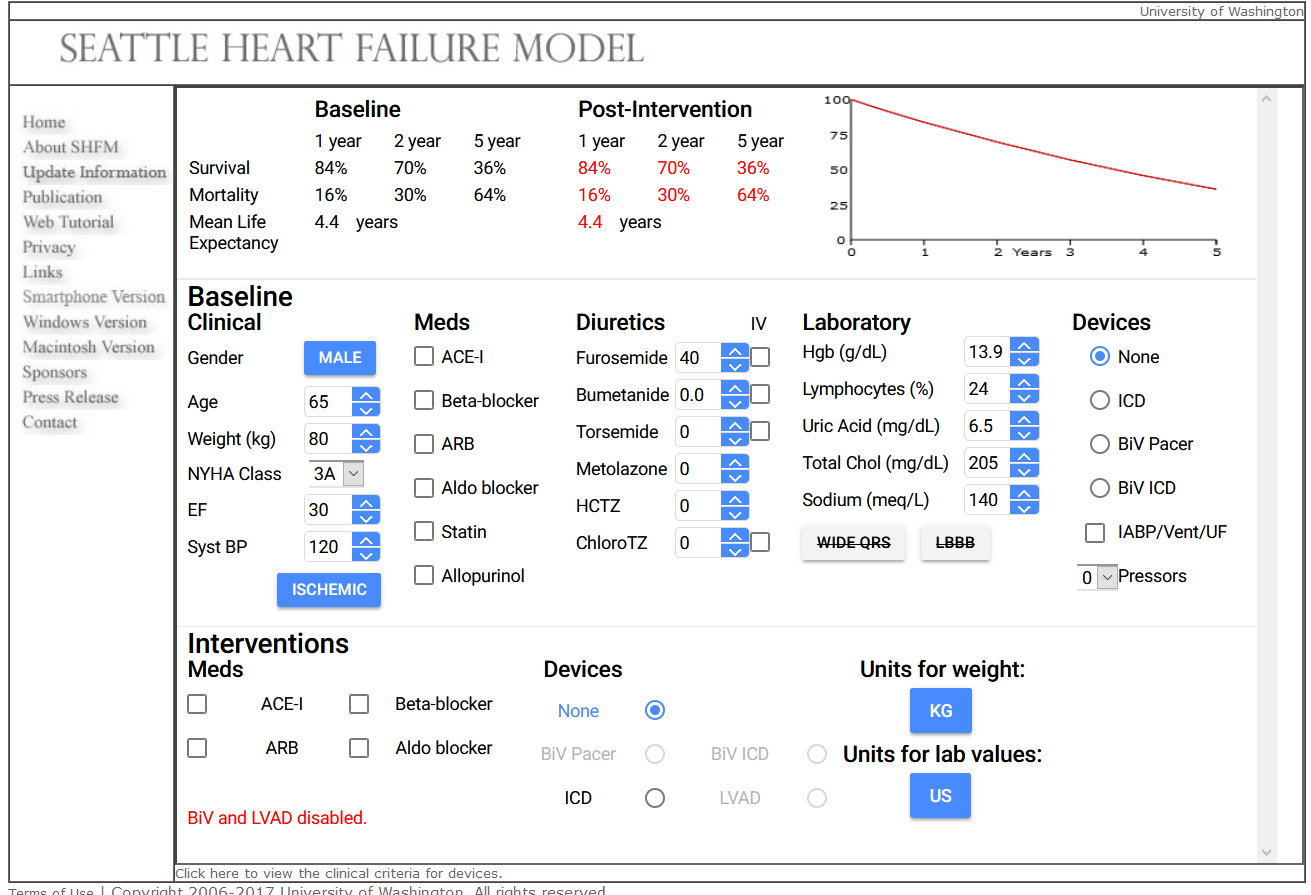 University of Washington
SEATTLE HEART FAILURE MODEL
Home
About SHFM
Update Information
Publication
Web Tutorial
Privacy
Links
Smartphone Version
Windows Version
Macintosh Version
Sponsors
Press Release
Contact
Baseline Post-Intervention
1 year 2 year 5 year 1 year 2 year 5 year
Survival 84% 70% 36% 84% 70% 36%
Mortality 16% 30% 64% 16% 30% 64%
Mean Life Expectancy 4.4 years 4.4 years
100
75
50
25
0
0 1 2 Years 3 4 5
Baseline
Clinical
Gender MALE
Age 65
Weight (kg) 80
NYHA Class 3A
EF 30
Syst BP 120
ISCHEMIC
Meds
ACE-I
Beta-blocker
ARB
Aldo blocker
Statin
Allopurinol
Diuretics IV
Furosemide 40
Bumetanide 0.0
Torsemide 0
Metolazone 0
HCTZ 0
ChloroTZ 0
Laboratory
Hgb (g/dL) 13.9
Lymphocytes (%) 24
Uric Acid (mg/dL) 6.5
Total Chol (mg/dL) 205
Sodium (meq/L) 140
WIDE QRS LBBB
Devices
None
ICD
BiV Pacer
BiV ICD
IABP/Vent/UF
0 Pressors
Interventions
Meds
ACE-I Beta-blocker
ARB Aldo blocker
BiV and LVAD disabled.
Devices
None
BiV Pacer BiV ICD
ICD LVAD
Units for weight:
KG
Units for lab values:
US
Click here to view the clinical criteria for devices.
Terms of Use | Copyright 2006-2017 University of Washington. All rights reserved.